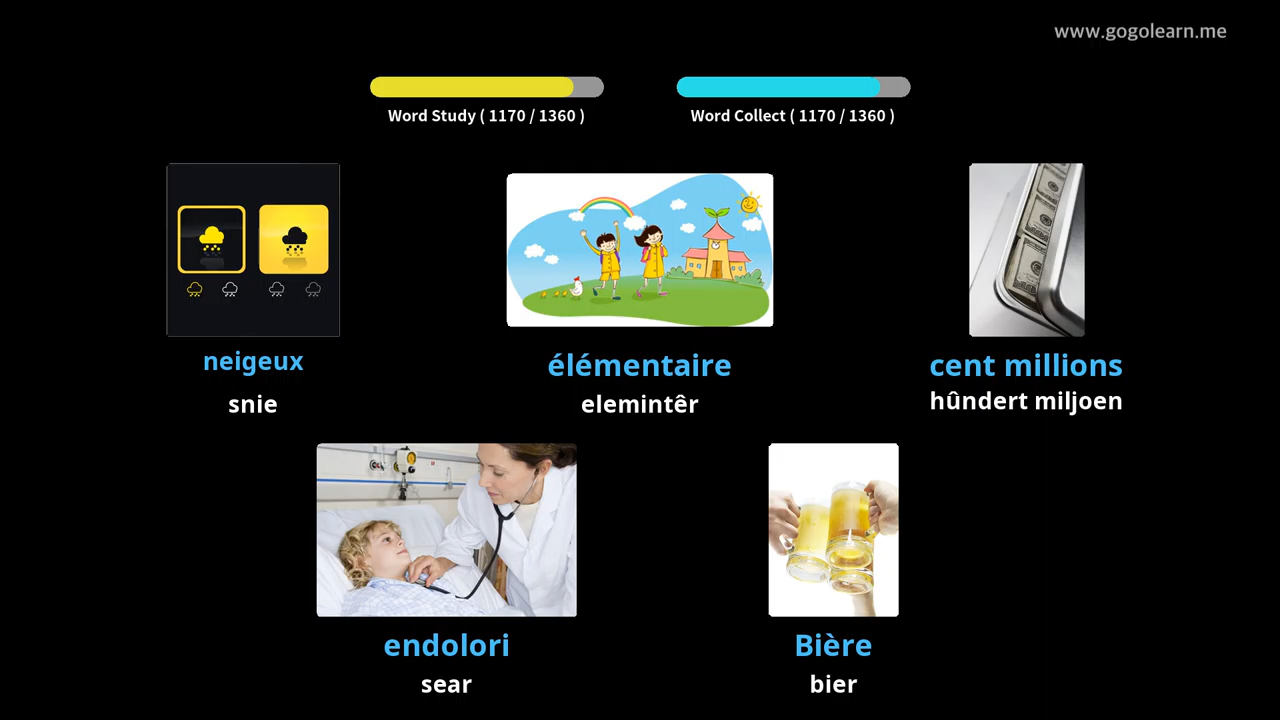 www.gogolearn.me
Word Study ( 1170 / 1360 )
Word Collect ( 1170 / 1360 )
neigeux
snie
élémentaire
elemintêr
cent millions
hûndert miljoen
endolori
sear
Bière
bier